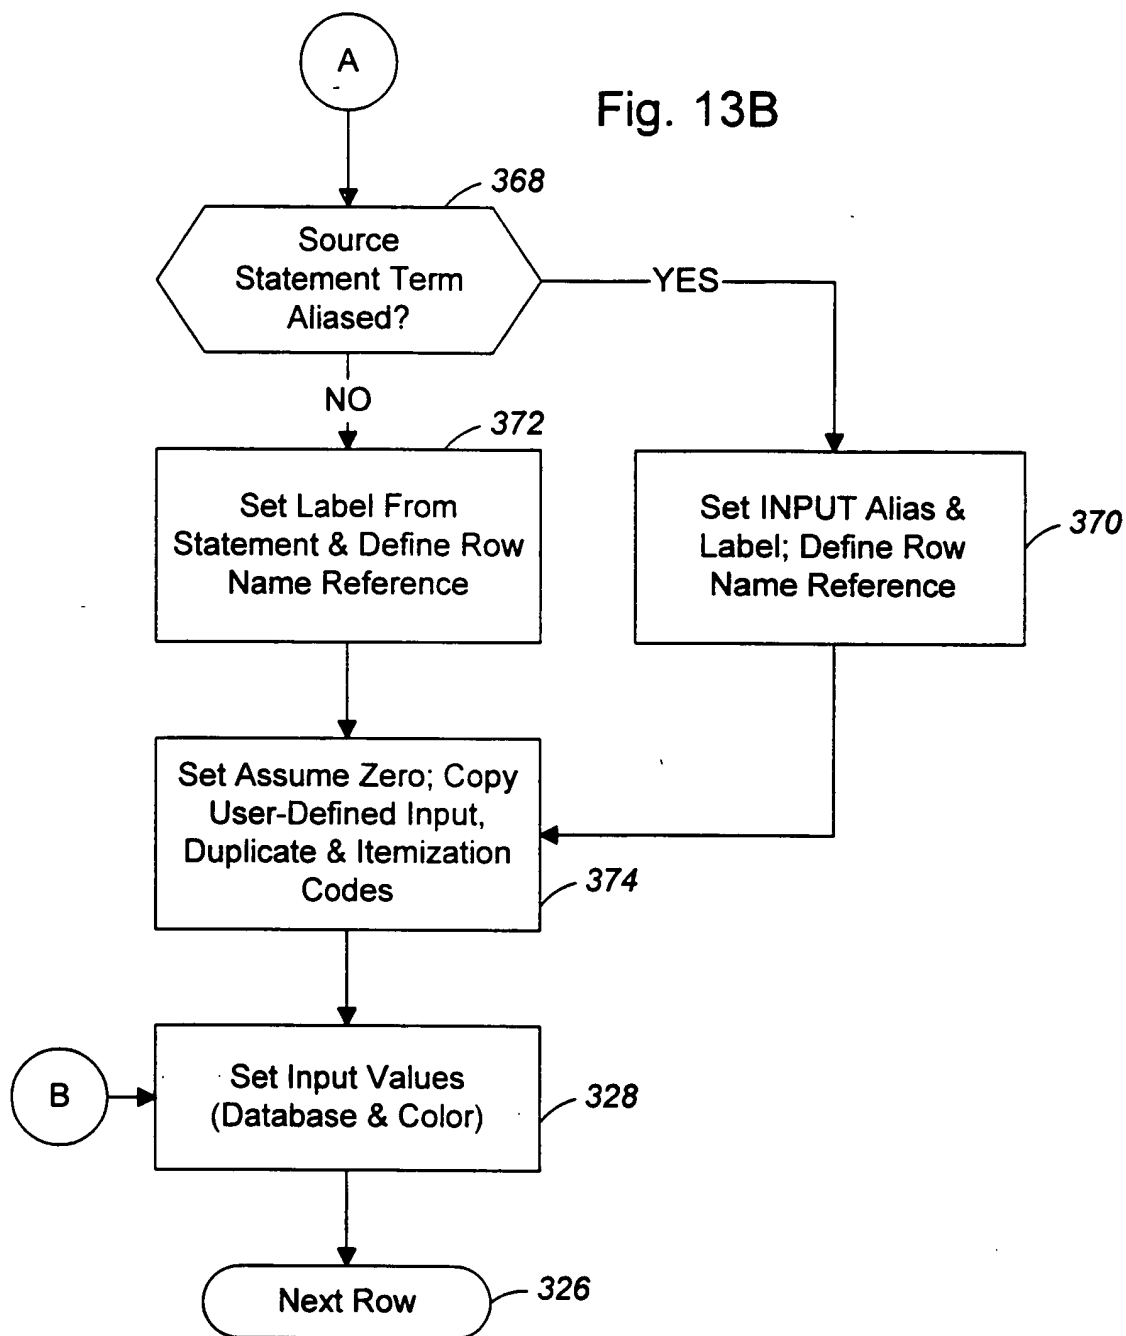 A
Fig. 13B
368
Source
Statement Term
Aliased?
YES
NO
372
Set Label From
Statement & Define Row
Name Reference
Set INPUT Alias &
Label; Define Row
Name Reference
370
Set Assume Zero; Copy
User-Defined Input,
Duplicate & Itemization
Codes
374
B
Set Input Values
(Database & Color)
328
Next Row
326